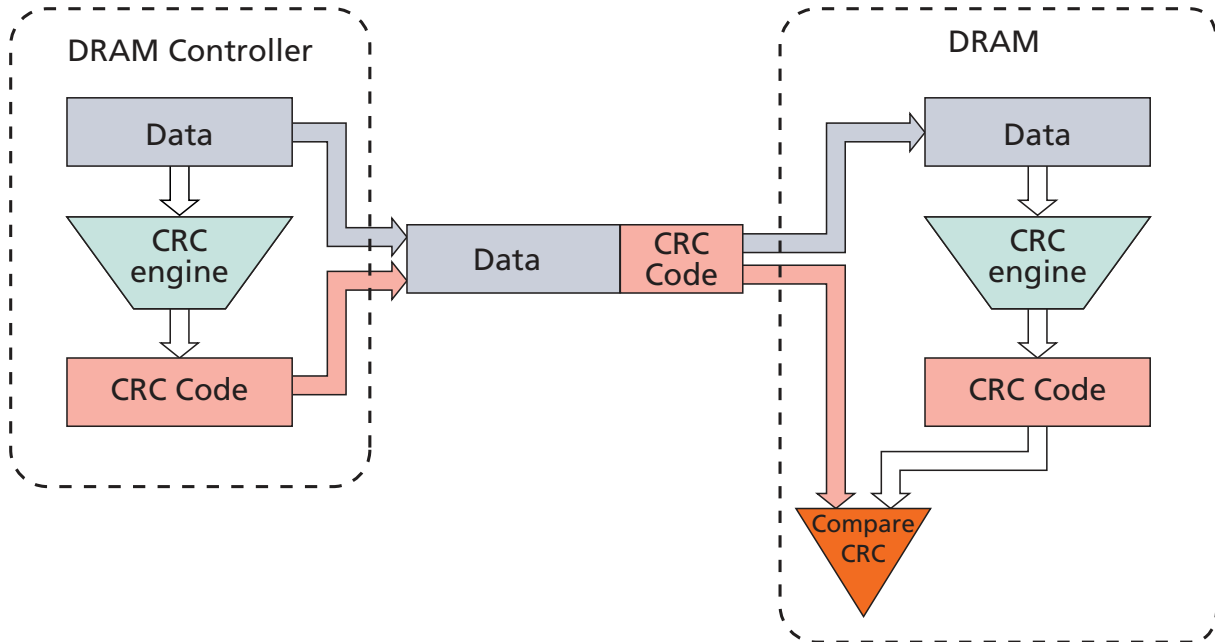 DRAM Controller
Data
CRC
engine
CRC Code
Data
CRC
Code
DRAM
Data
CRC
engine
CRC Code
Compare
CRC